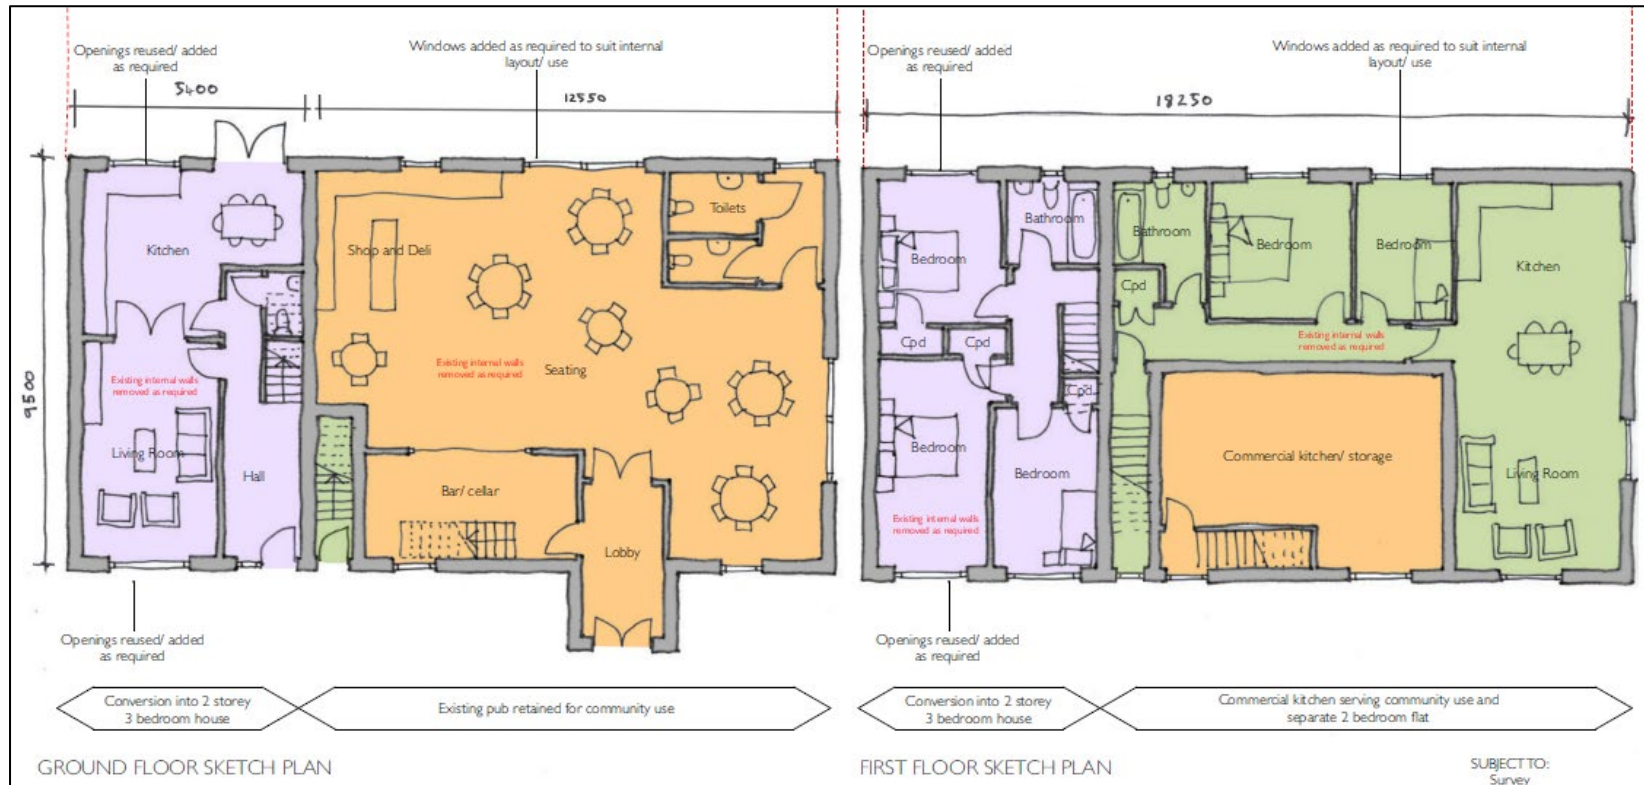 Openings reused/ added
as required
Windows added as required to suit internal
layout/ use
5400
12550
9500
Kitchen
Shop and Deli
Toilets
Existing internal walls
removed as required
Existing internal walls
removed as required
Seating
Living Room
Hall
Bar/ cellar
Lobby
Openings reused/ added
as required
Conversion into 2 storey
3 bedroom house
Existing pub retained for community use
GROUND FLOOR SKETCH PLAN
Openings reused/ added
as required
Windows added as required to suit internal
layout/ use
18250
Bathroom
Bathroom
Bedroom
Bedroom
Bedroom
Kitchen
Cpd
Cpd
Cpd
Existing internal walls
removed as required
Cpd
Bedroom
Bedroom
Commercial kitchen/ storage
Living Room
Existing internal walls
removed as required
Openings reused/ added
as required
Conversion into 2 storey
3 bedroom house
Commercial kitchen serving community use and
separate 2 bedroom flat
FIRST FLOOR SKETCH PLAN
SUBJECT TO:
Survey